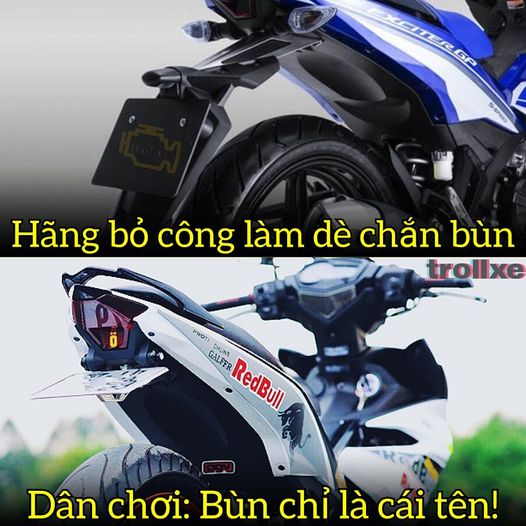 EXCITER GP
trollxe
Hãng bỏ công làm dè chắn bùn
trollxe
GALFER
RedBull
Dân chơi: Bùn chỉ là cái tên!